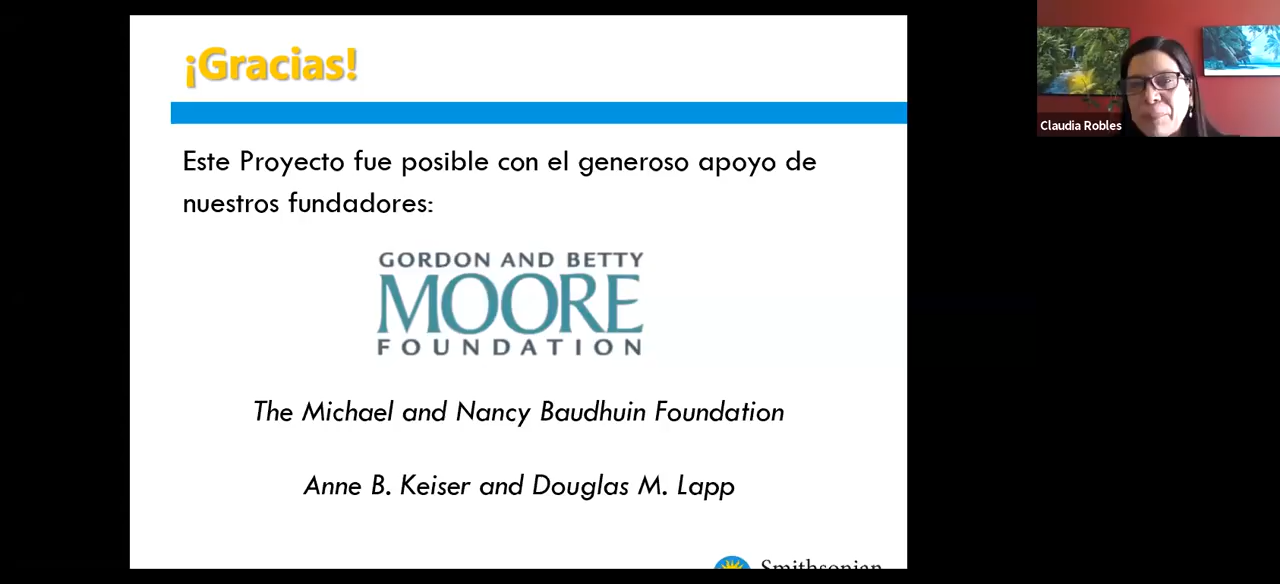 ¡Gracias!
Este Proyecto fue posible con el generoso apoyo de
nuestros fundadores:
GORDON AND BETTY
MOORE
FOUNDATION
The Michael and Nancy Baudhuin Foundation
Anne B. Keiser and Douglas M. Lapp
Smithsonian
Claudia Robles